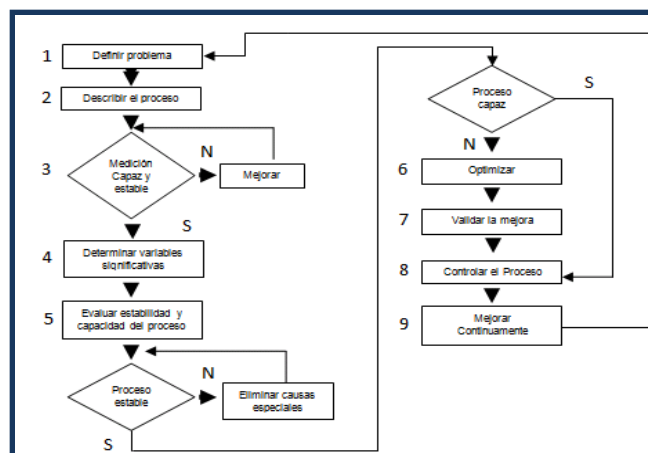 1
Definir problema
2
Describir el proceso
3
Medición
Capaz y
estable
N
Mejorar
S
4
Determinar variables
significativas
5
Evaluar estabilidad y
capacidad del proceso
Proceso
estable
N
Eliminar causas
especiales
S
Proceso
capaz
S
N
6
Optimizar
7
Validar la mejora
8
Controlar el Proceso
9
Mejorar
Continuamente